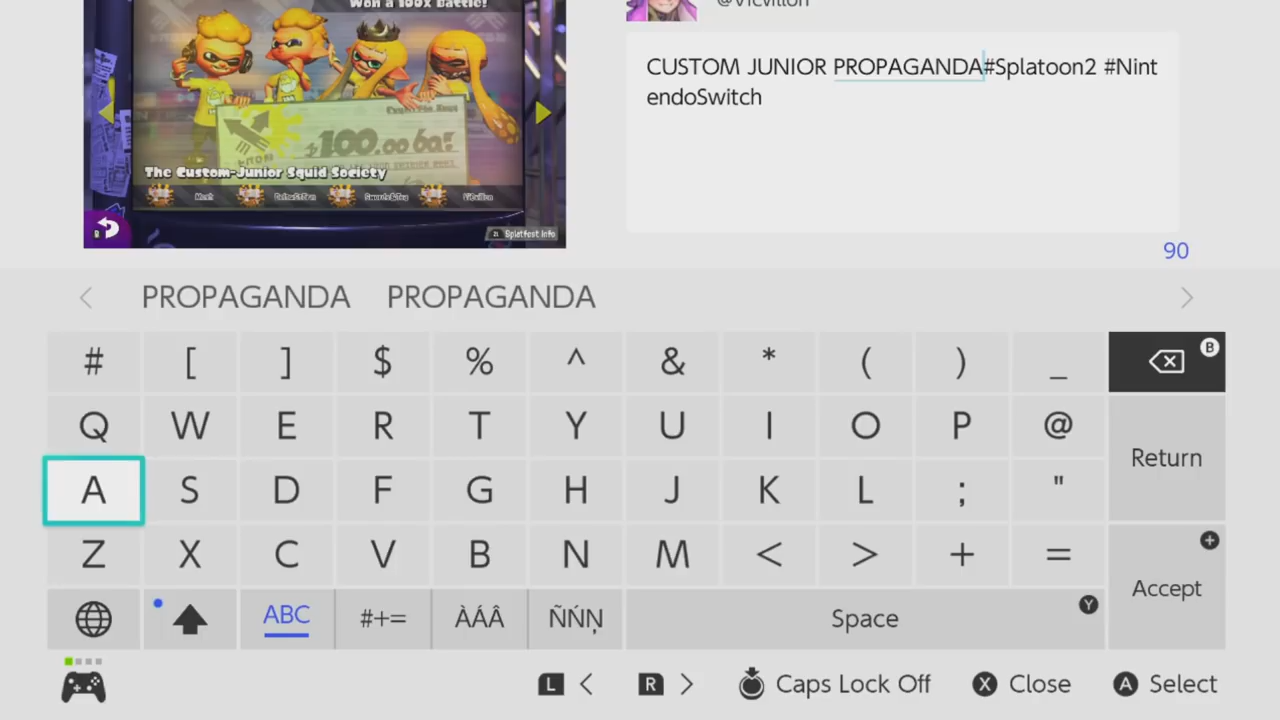 Won a 100x Battle!
@Vicvillon
CUSTOM JUNIOR PROPAGANDA#Splatoon2 #Nint
endoSwitch
The Custom-Junior Squid Society
Splatfest Info
90
PROPAGANDA PROPAGANDA
# [ ] $ % ^ & * ( ) _ B
Q W E R T Y U I O P @
Return
A S D F G H J K L ; "
Z X C V B N M < > + =
Accept
ABC #+= ÀÁÂ ÑŃŅ Space Y
L < R > Caps Lock Off X Close A Select